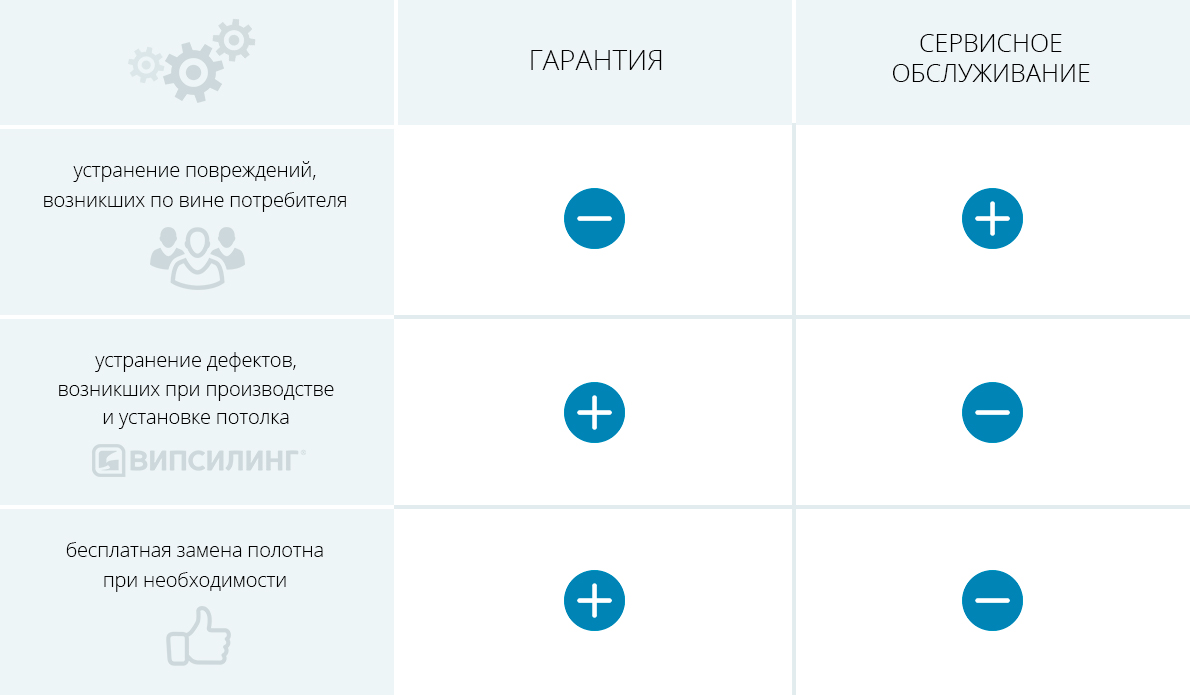 ГАРАНТИЯ
СЕРВИСНОЕ
ОБСЛУЖИВАНИЕ
устранение повреждений,
возникших по вине потребителя
устранение дефектов,
возникших при производстве
и установке потолка
ВИПСИЛИНГ®
бесплатная замена полотна
при необходимости